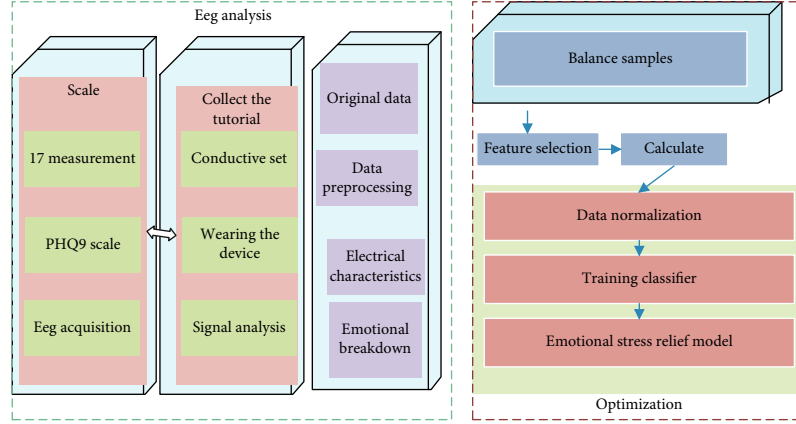 Eeg analysis
Scale
17 measurement
PHQ9 scale
Eeg acquisition
Collect the
tutorial
Conductive set
Wearing the
device
Signal analysis
Original data
Data
preprocessing
Electrical
characteristics
Emotional
breakdown
Balance samples
Feature selection
Calculate
Data normalization
Training classifier
Emotional stress relief model
Optimization